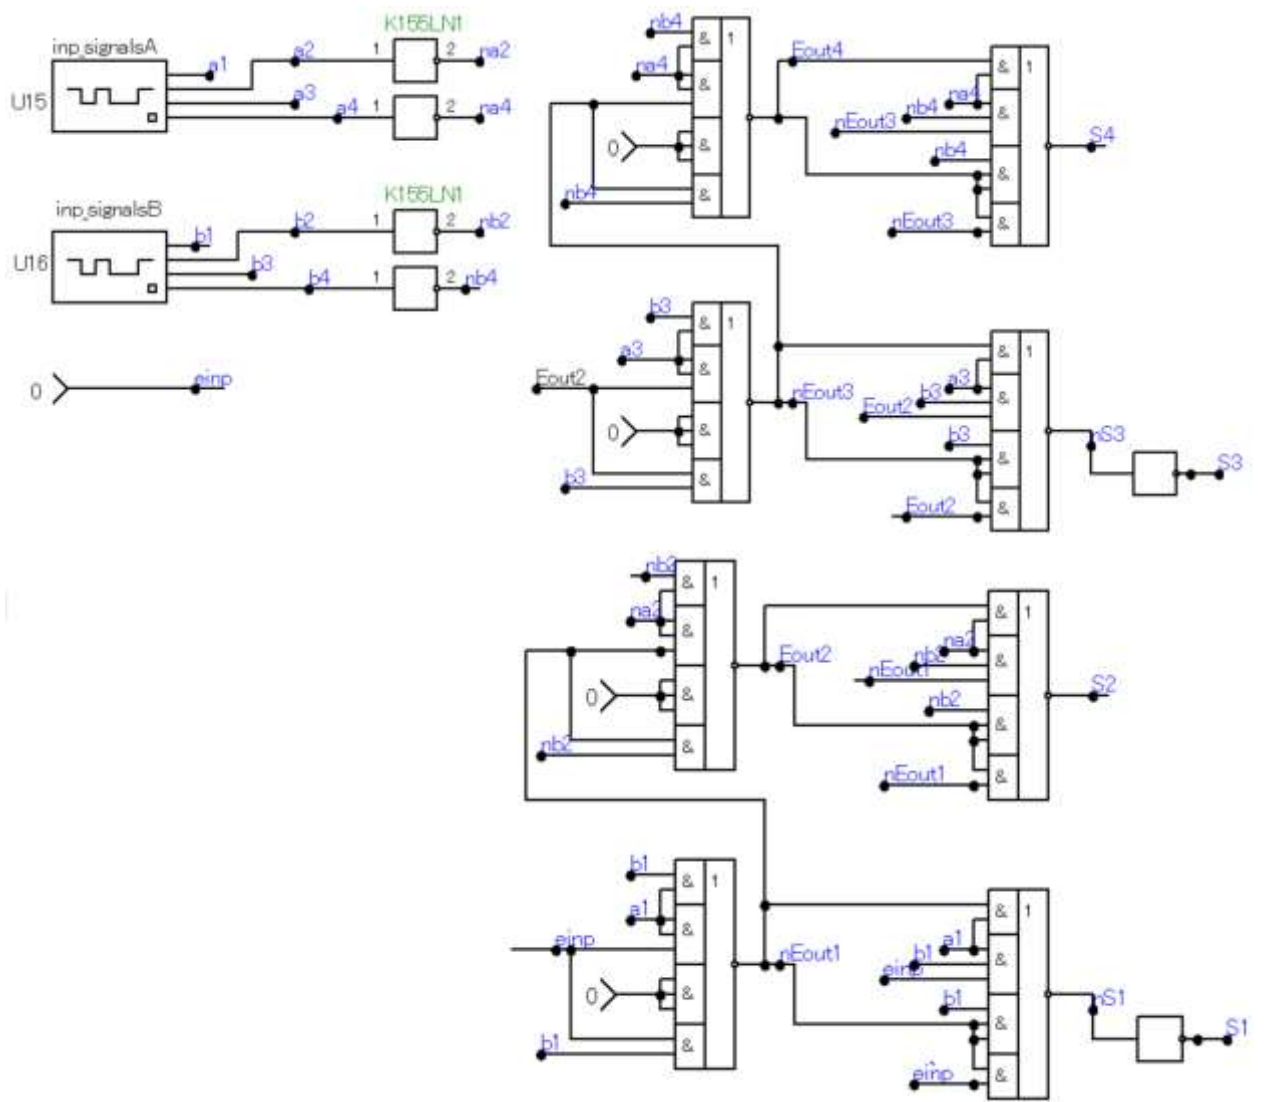 inp_signalsA
U15
a1
a2
a3
a4
K155LN1
1 2 na2
1 2 na4
inp_signalsB
U16
b1
b2
b3
b4
K155LN1
1 2 nb2
1 2 nb4
0 einp
nb4
na4
0
nb4
& 1
&
&
&
Eout4
na4
nb4
nEout3
nb4
nEout3
& 1
&
&
&
S4
b3
a3
Eout2
0
b3
& 1
&
&
&
nEout3
a3
b3
Eout2
b3
Eout2
& 1
&
&
&
nS3
S3
nb2
na2
0
nb2
& 1
&
&
&
Eout2
na2
nb2
nEout1
nb2
nEout1
& 1
&
&
&
S2
b1
a1
einp
0
b1
& 1
&
&
&
nEout1
a1
b1
einp
b1
einp
& 1
&
&
&
nS1
S1